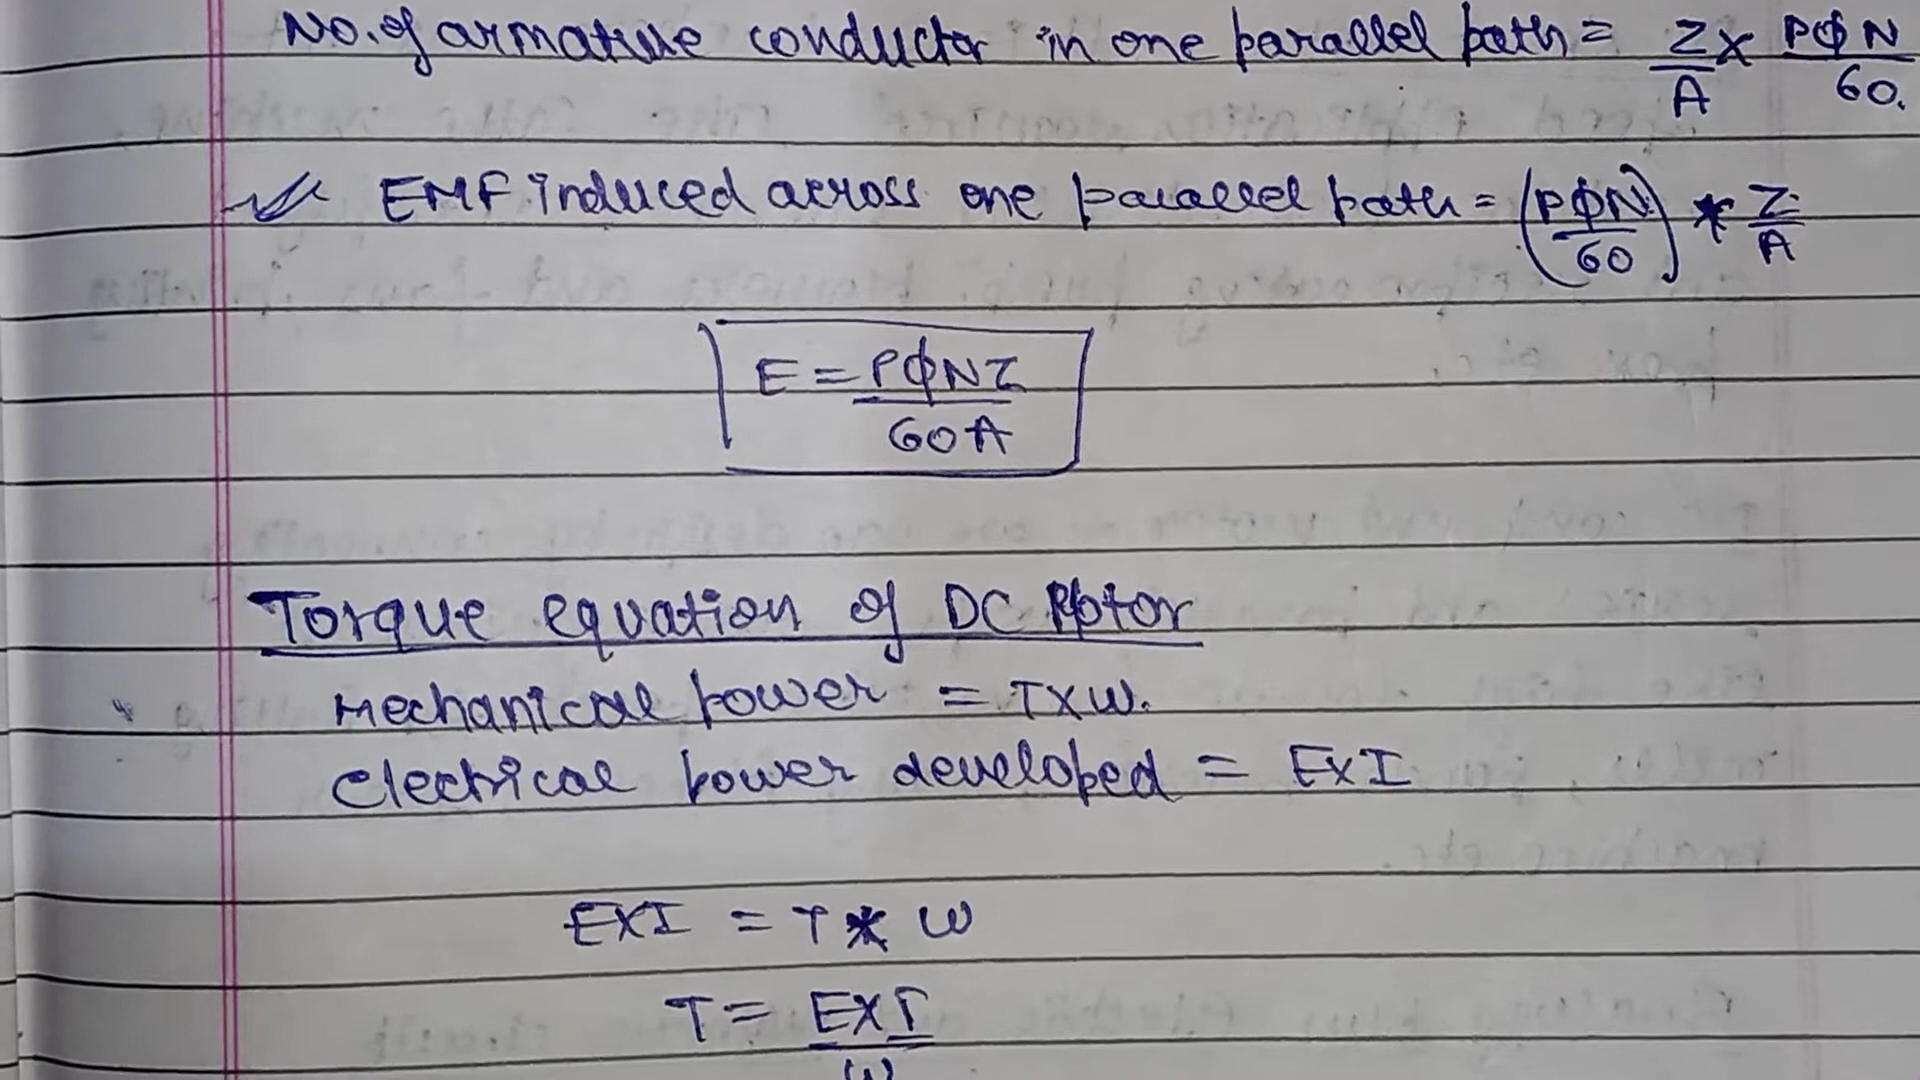 No. of armature conductor in one parallel path = Z/A x PΦN/60.
EMF induced across one parallel path = (PΦN/60) * Z/A
E = PΦNZ/60A
Torque equation of DC Motor
Mechanical power = T x ω.
Electrical power developed = E x I
E x I = T * ω
T = E x I/ω